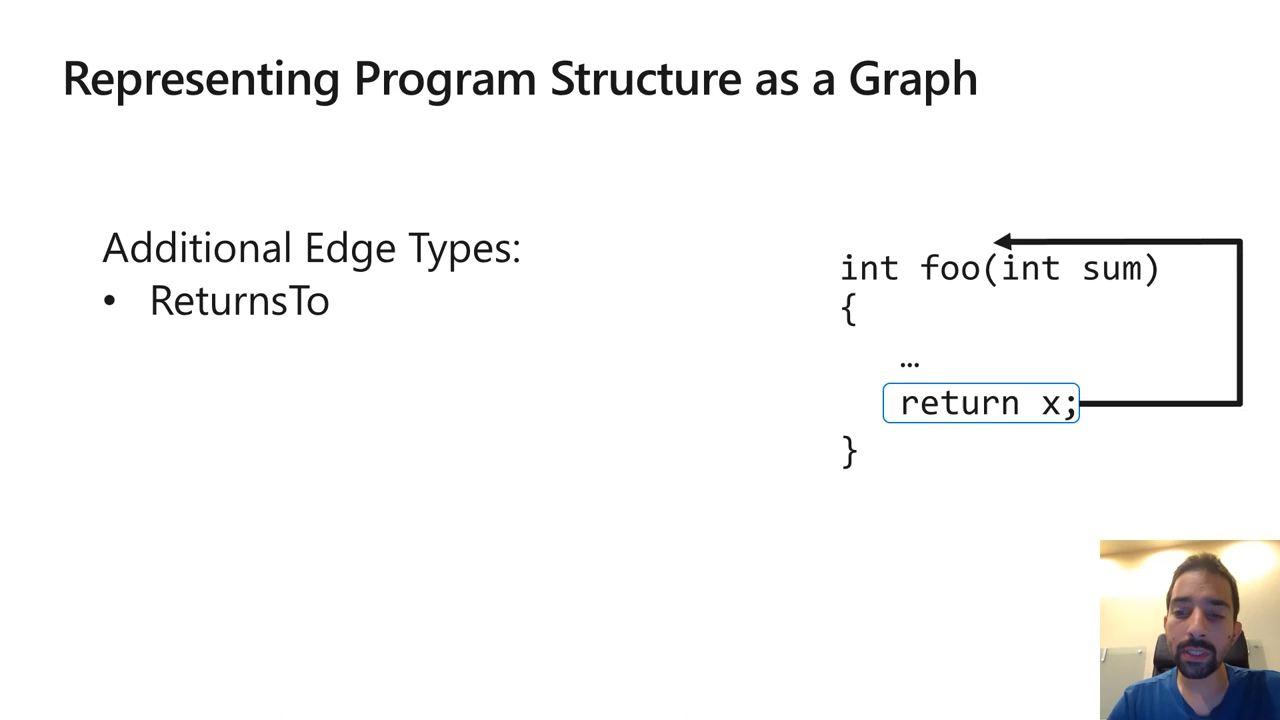 Representing Program Structure as a Graph
Additional Edge Types:
• ReturnsTo
int foo(int sum)
{
…
return x;
}